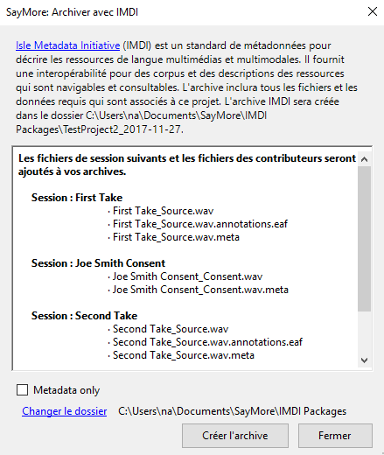 SayMore: Archiver avec IMDI
Isle Metadata Initiative (IMDI) est un standard de métadonnées pour
décrire les ressources de langue multimédias et multimodales. Il fournit
une interopérabilité pour des corpus et des descriptions des ressources
qui sont navigables et consultables. L'archive inclura tous les fichiers et les
données requis qui sont associés à ce projet. L'archive IMDI sera créée
dans le dossier C:\Users\na\Documents\SayMore\IMDI
Packages\TestProject2_2017-11-27.
Les fichiers de session suivants et les fichiers des contributeurs seront
ajoutés à vos archives.
Session : First Take
· First Take_Source.wav
· First Take_Source.wav.annotations.eaf
· First Take_Source.wav.meta
Session : Joe Smith Consent
· Joe Smith Consent_Consent.wav
· Joe Smith Consent_Consent.wav.meta
Session : Second Take
· Second Take_Source.wav
· Second Take_Source.wav.annotations.eaf
· Second Take_Source.wav.meta
Metadata only
Changer le dossier C:\Users\na\Documents\SayMore\IMDI Packages
Créer l'archive Fermer